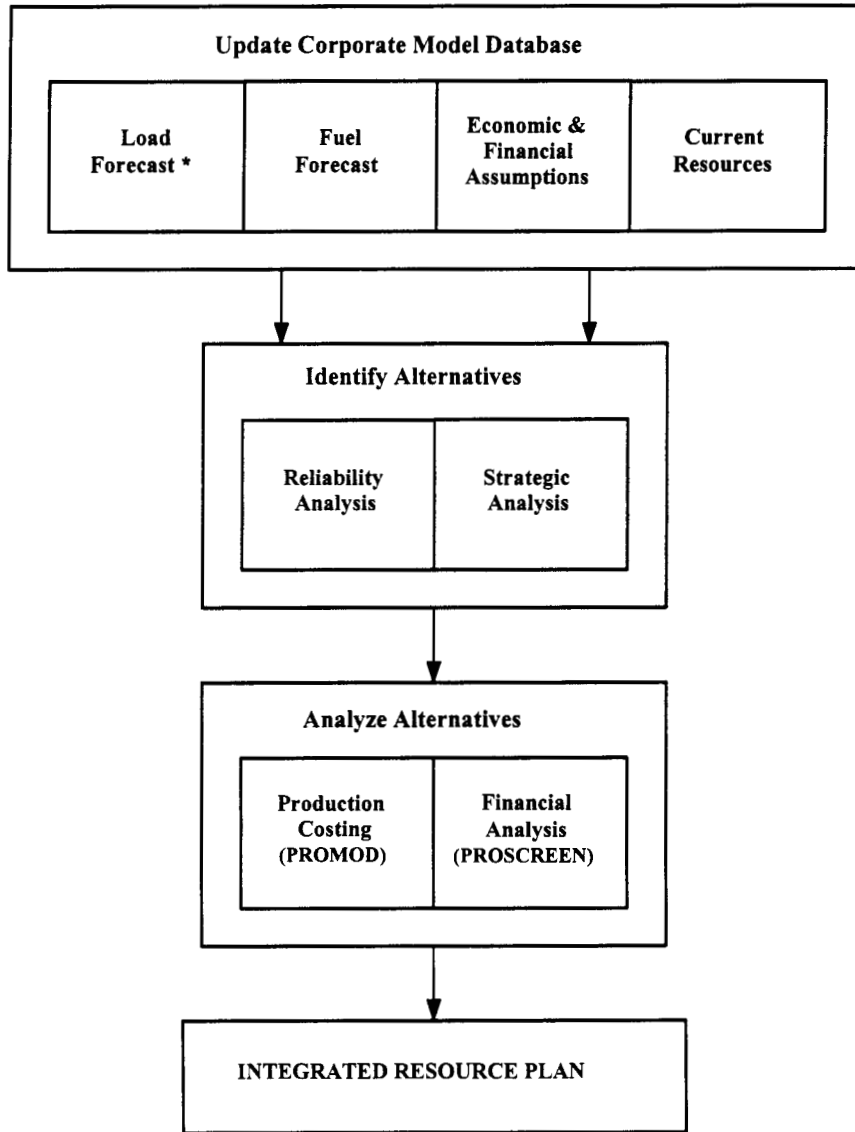 Update Corporate Model Database
Load
Forecast *
Fuel
Forecast
Economic &
Financial
Assumptions
Current
Resources
Identify Alternatives
Reliability
Analysis
Strategic
Analysis
Analyze Alternatives
Production
Costing
(PROMOD)
Financial
Analysis
(PROSCREEN)
INTEGRATED RESOURCE PLAN